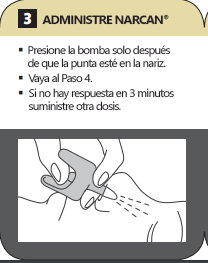 3 ADMINISTRE NARCAN®
▪ Presione la bomba solo después
de que la punta esté en la nariz.
▪ Vaya al Paso 4.
▪ Si no hay respuesta en 3 minutos
suministre otra dosis.